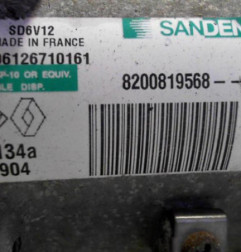 SD6V12
MADE IN FRANCE
06126710161
SANDEN
P-10 OR EQUIV.
LE DISP.
8200819568--
134a
904